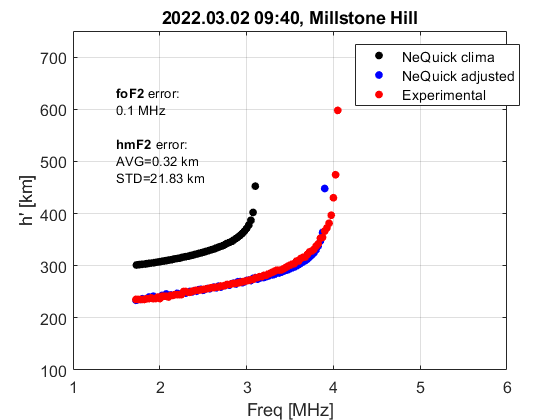 2022.03.02 09:40, Millstone Hill
NeQuick clima
NeQuick adjusted
Experimental
foF2 error:
0.1 MHz
hmF2 error:
AVG=0.32 km
STD=21.83 km
h' [km]
700
600
500
400
300
200
100
1 2 3 4 5 6
Freq [MHz]